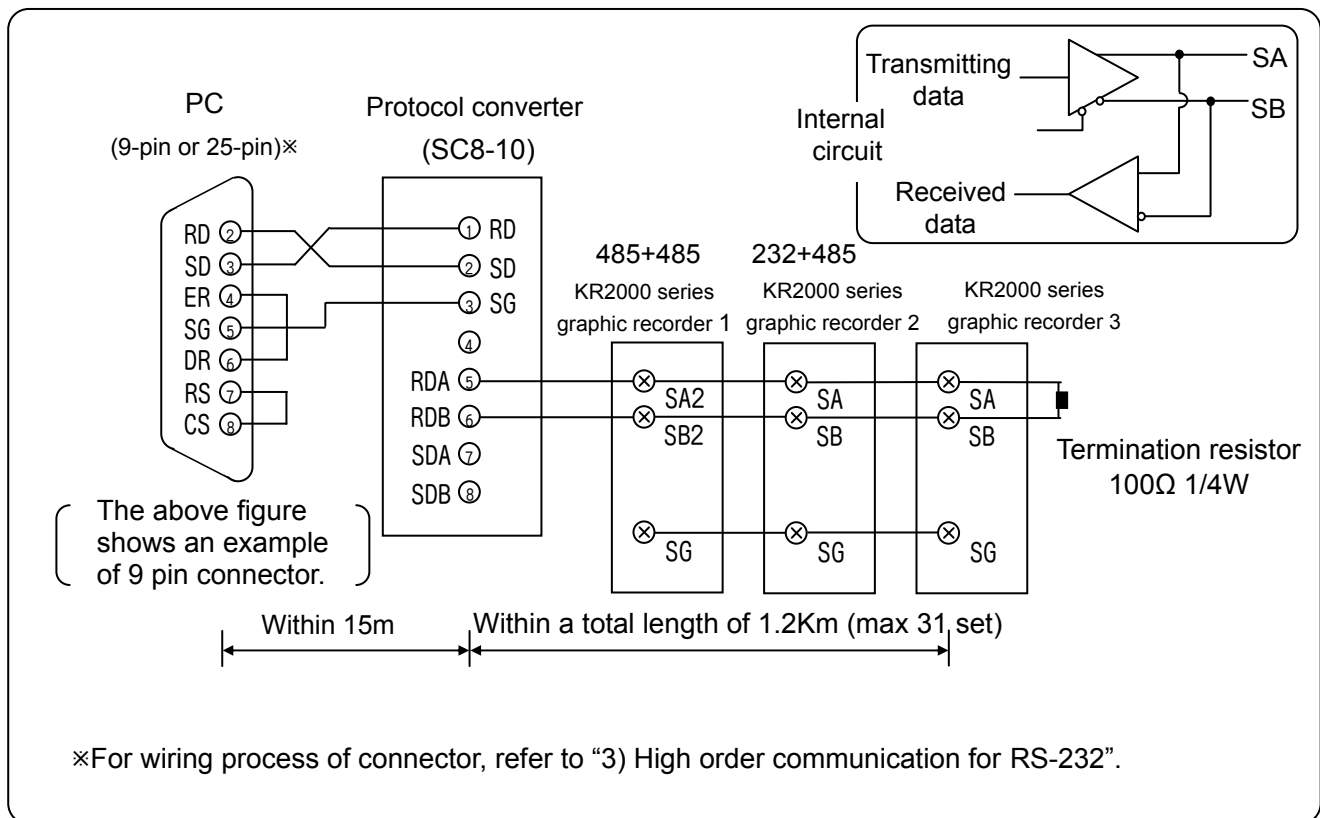 PC
(9-pin or 25-pin)※
RD ②
SD ③
ER ④
SG ⑤
DR ⑥
RS ⑦
CS ⑧
The above figure
shows an example
of 9 pin connector.
Protocol converter
(SC8-10)
① RD
② SD
③ SG
④
RDA ⑤
RDB ⑥
SDA ⑦
SDB ⑧
Transmitting
data
Internal
circuit
Received
data
SA
SB
485+485
KR2000 series
graphic recorder 1
SA2
SB2
SG
232+485
KR2000 series
graphic recorder 2
SA
SB
SG
KR2000 series
graphic recorder 3
SA
SB
SG
Termination resistor
100Ω 1/4W
Within 15m
Within a total length of 1.2Km (max 31 set)
※For wiring process of connector, refer to “3) High order communication for RS-232”.